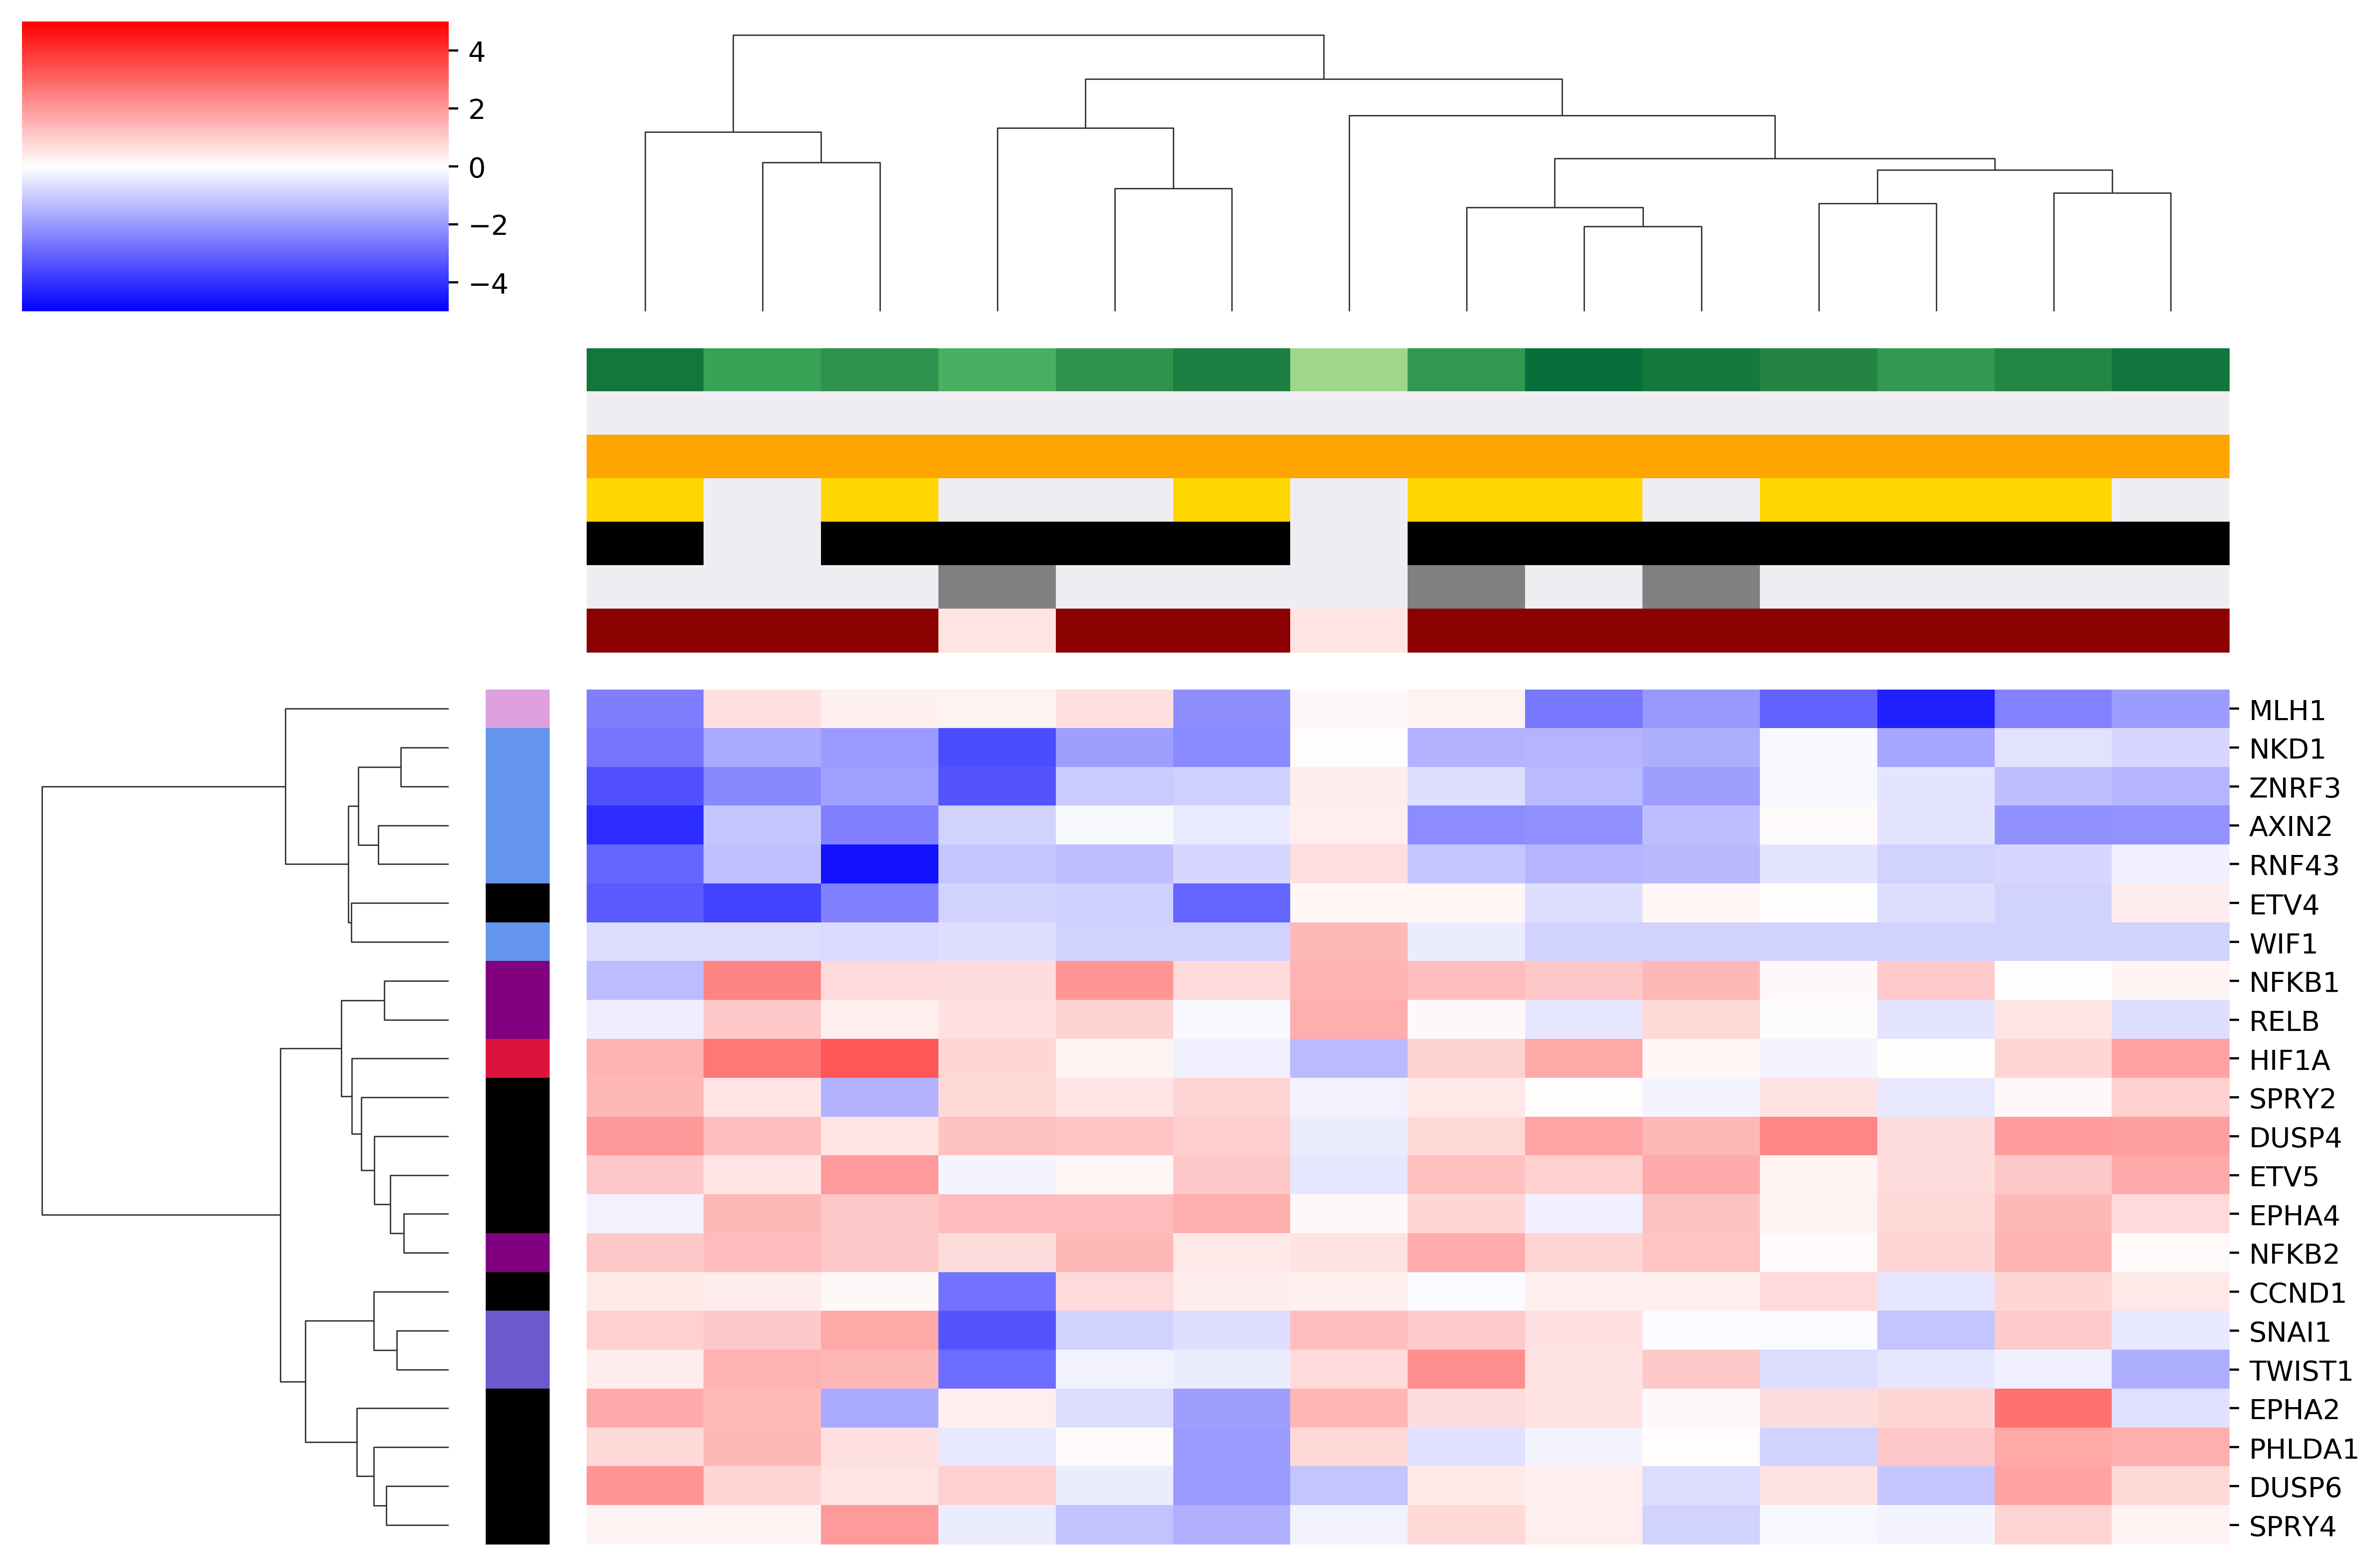 4
2
0
−2
−4
MLH1
NKD1
ZNRF3
AXIN2
RNF43
ETV4
WIF1
NFKB1
RELB
HIF1A
SPRY2
DUSP4
ETV5
EPHA4
NFKB2
CCND1
SNAI1
TWIST1
EPHA2
PHLDA1
DUSP6
SPRY4